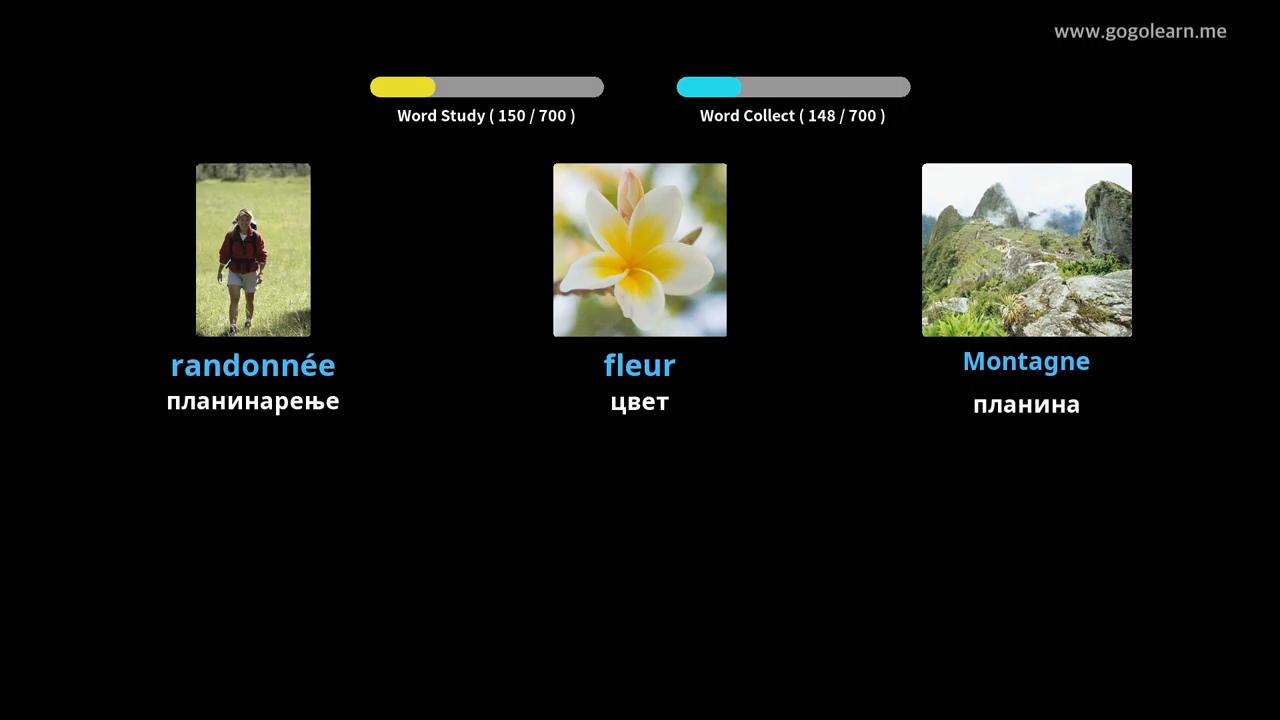 www.gogolearn.me
Word Study ( 150 / 700 )
Word Collect ( 148 / 700 )
randonnée
планинарење
fleur
цвет
Montagne
планина